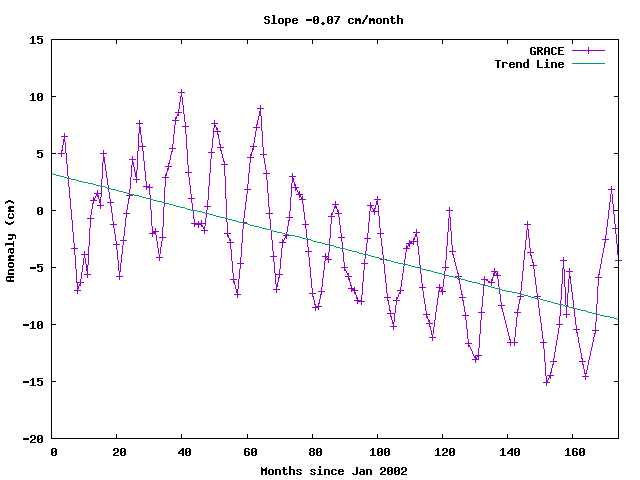 Slope -0.07 cm/month
GRACE
Trend Line
15
10
5
0
-5
-10
-15
-20
Anomaly (cm)
0 20 40 60 80 100 120 140 160
Months since Jan 2002